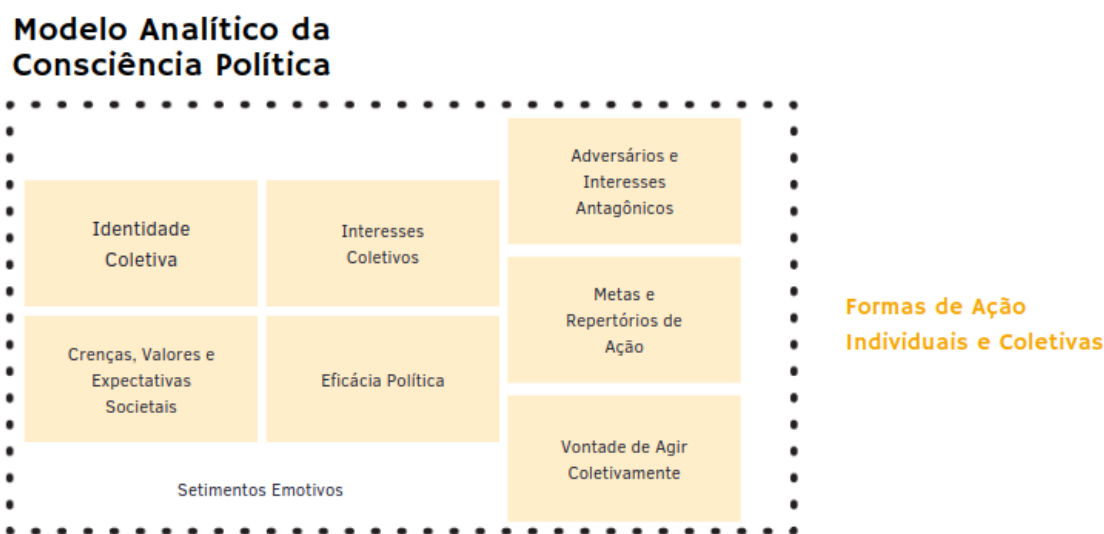 Modelo Analítico da
Consciência Política
Identidade
Coletiva
Interesses
Coletivos
Adversários e
Interesses
Antagônicos
Crenças, Valores e
Expectativas
Societais
Eficácia Política
Metas e
Repertórios de
Ação
Vontade de Agir
Coletivamente
Setimentos Emotivos
Formas de Ação
Individuais e Coletivas